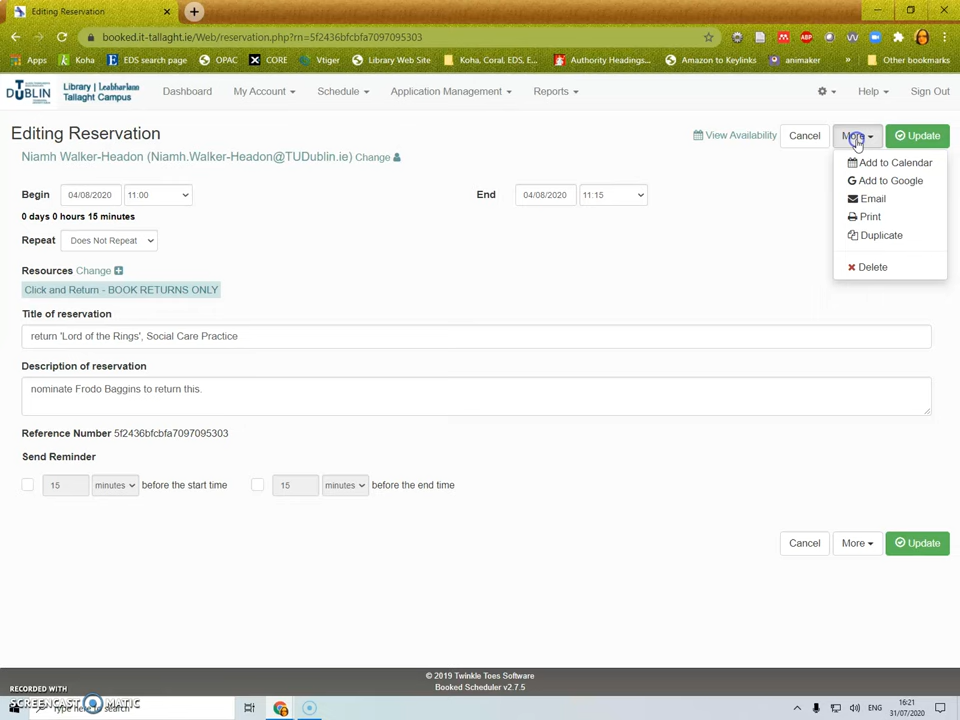 Editing Reservation
booked.it-tallaght.ie/Web/reservation.php?rn=5f2436bfcbfa7097095303
Apps Koha EDS search page OPAC CORE Vtiger Library Web Site Koha, Coral, EDS, E... Authority Headings... Amazon to Keylinks animaker » Other bookmarks
DUBLIN Library | Leabharlann
Tallaght Campus
Dashboard My Account Schedule Application Management Reports Help Sign Out
Editing Reservation
View Availability Cancel More Update
Niamh Walker-Headon (Niamh.Walker-Headon@TUDublin.ie) Change
Add to Calendar
Add to Google
Email
Print
Duplicate
Delete
Begin 04/08/2020 11:00 End 04/08/2020 11:15
0 days 0 hours 15 minutes
Repeat Does Not Repeat
Resources Change
Click and Return - BOOK RETURNS ONLY
Title of reservation
return 'Lord of the Rings', Social Care Practice
Description of reservation
nominate Frodo Baggins to return this.
Reference Number 5f2436bfcbfa7097095303
Send Reminder
15 minutes before the start time 15 minutes before the end time
Cancel More Update
© 2019 Twinkle Toes Software
Booked Scheduler v2.7.5
RECORDED WITH
SCREENCAST MATIC
Type here to search
ENG
16:21
31/07/2020